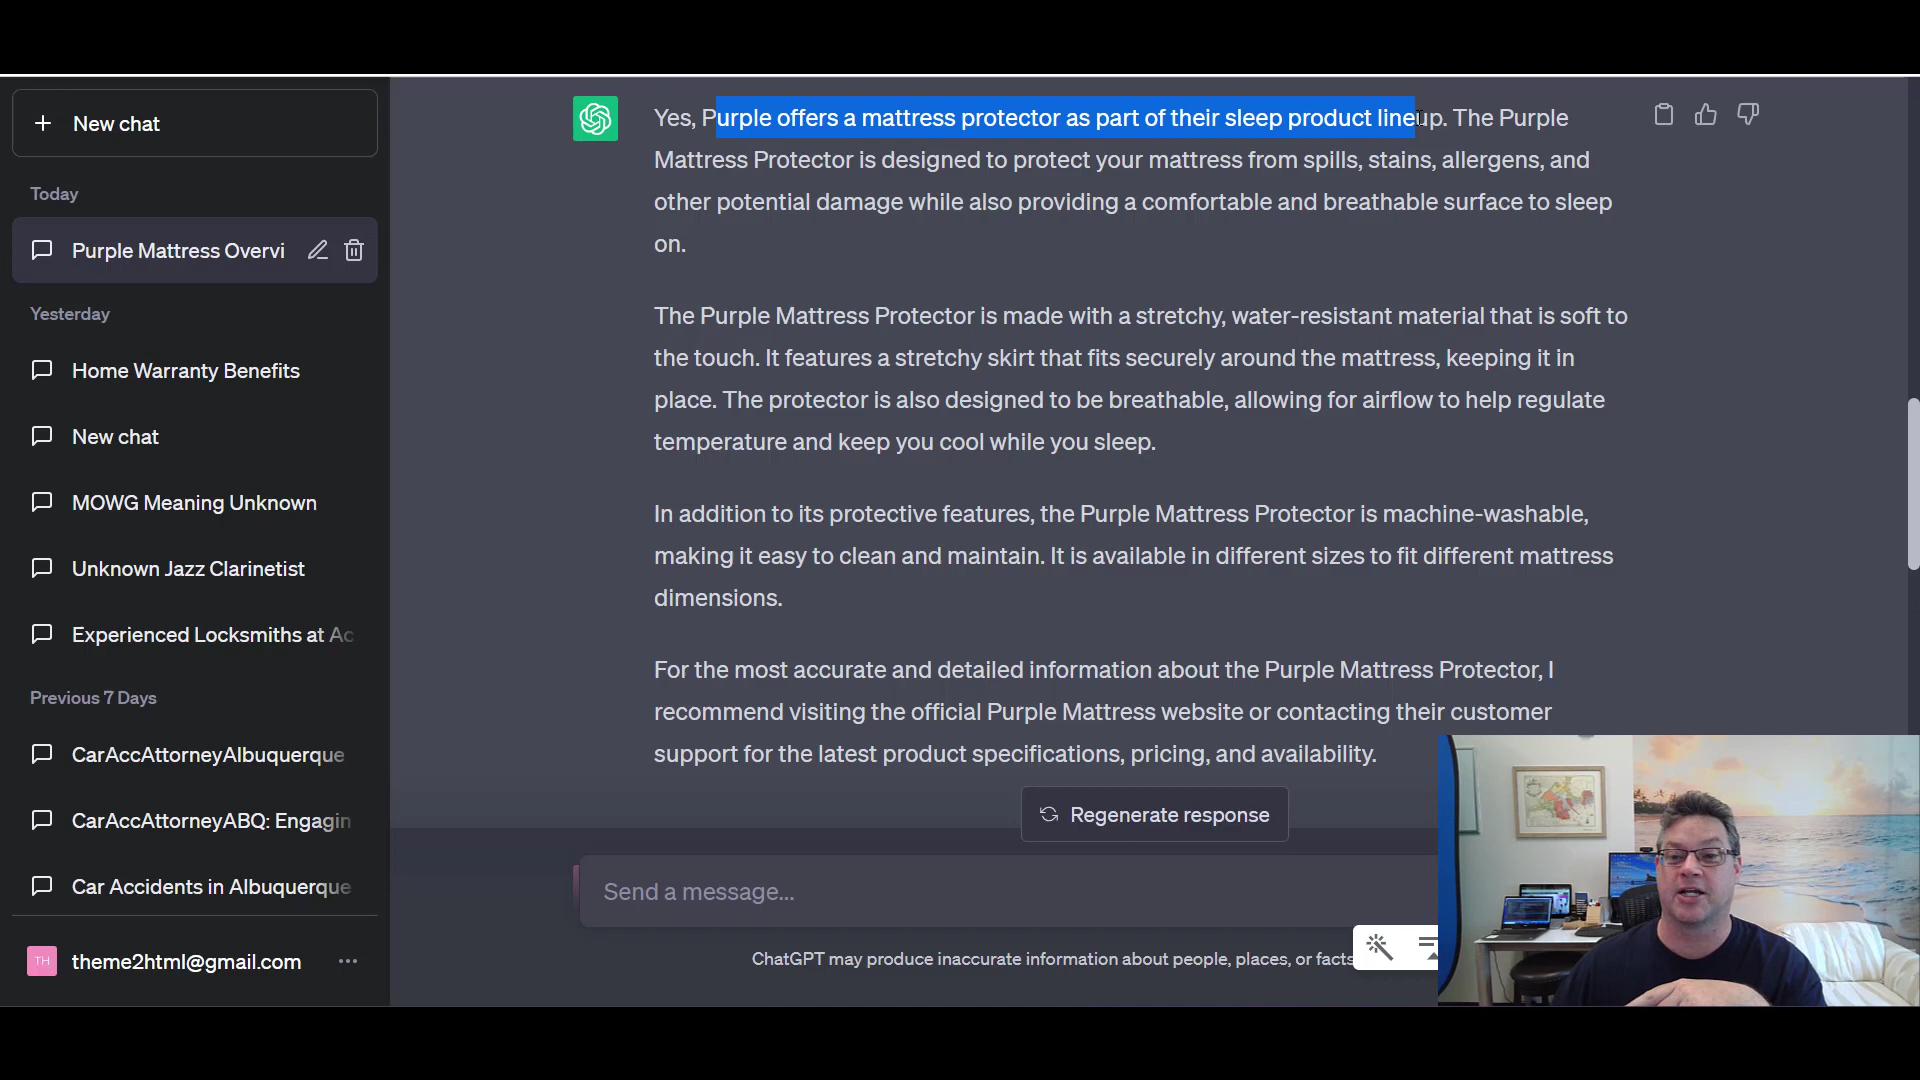 New chat
Today
Purple Mattress Overvi
Yesterday
Home Warranty Benefits
New chat
MOWG Meaning Unknown
Unknown Jazz Clarinetist
Experienced Locksmiths at Ac
Previous 7 Days
CarAccAttorneyAlbuquerque
CarAccAttorneyABQ: Engagin
Car Accidents in Albuquerque
TH
theme2html@gmail.com
Yes, Purple offers a mattress protector as part of their sleep product lineup. The Purple
Mattress Protector is designed to protect your mattress from spills, stains, allergens, and
other potential damage while also providing a comfortable and breathable surface to sleep
on.
The Purple Mattress Protector is made with a stretchy, water-resistant material that is soft to
the touch. It features a stretchy skirt that fits securely around the mattress, keeping it in
place. The protector is also designed to be breathable, allowing for airflow to help regulate
temperature and keep you cool while you sleep.
In addition to its protective features, the Purple Mattress Protector is machine-washable,
making it easy to clean and maintain. It is available in different sizes to fit different mattress
dimensions.
For the most accurate and detailed information about the Purple Mattress Protector, I
recommend visiting the official Purple Mattress website or contacting their customer
support for the latest product specifications, pricing, and availability.
Regenerate response
Send a message...
ChatGPT may produce inaccurate information about people, places, or facts